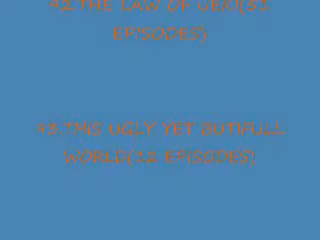 42.THE LAW OF UEKI(51
EPISODES)
43.THIS UGLY YET BUTIFULL
WORLD(12 EPISODES)